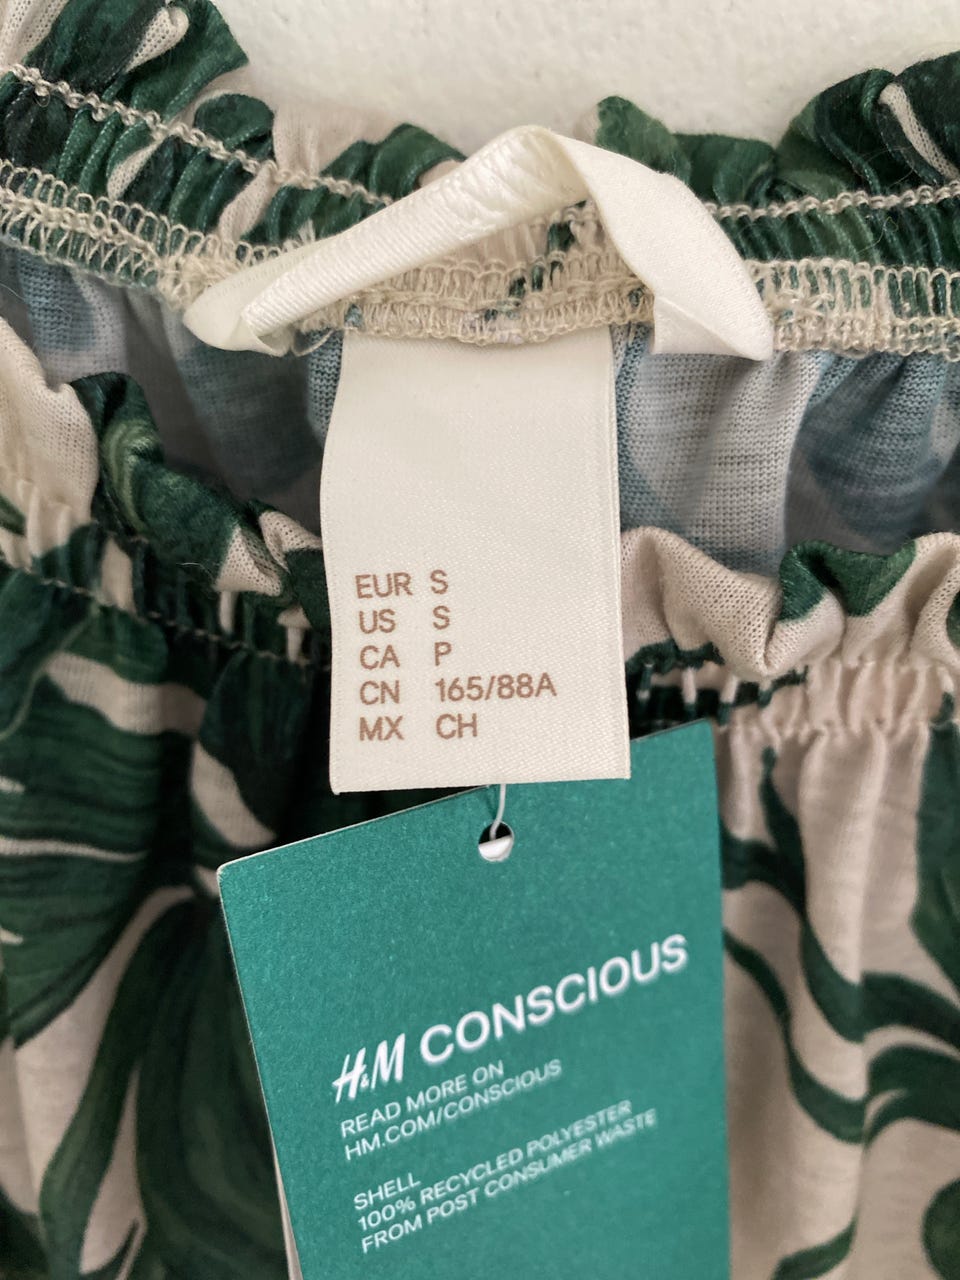 EUR S
US S
CA P
CN 165/88A
MX CH
H&M CONSCIOUS
READ MORE ON
HM.COM/CONSCIOUS
SHELL
100% RECYCLED POLYESTER
FROM POST CONSUMER WASTE